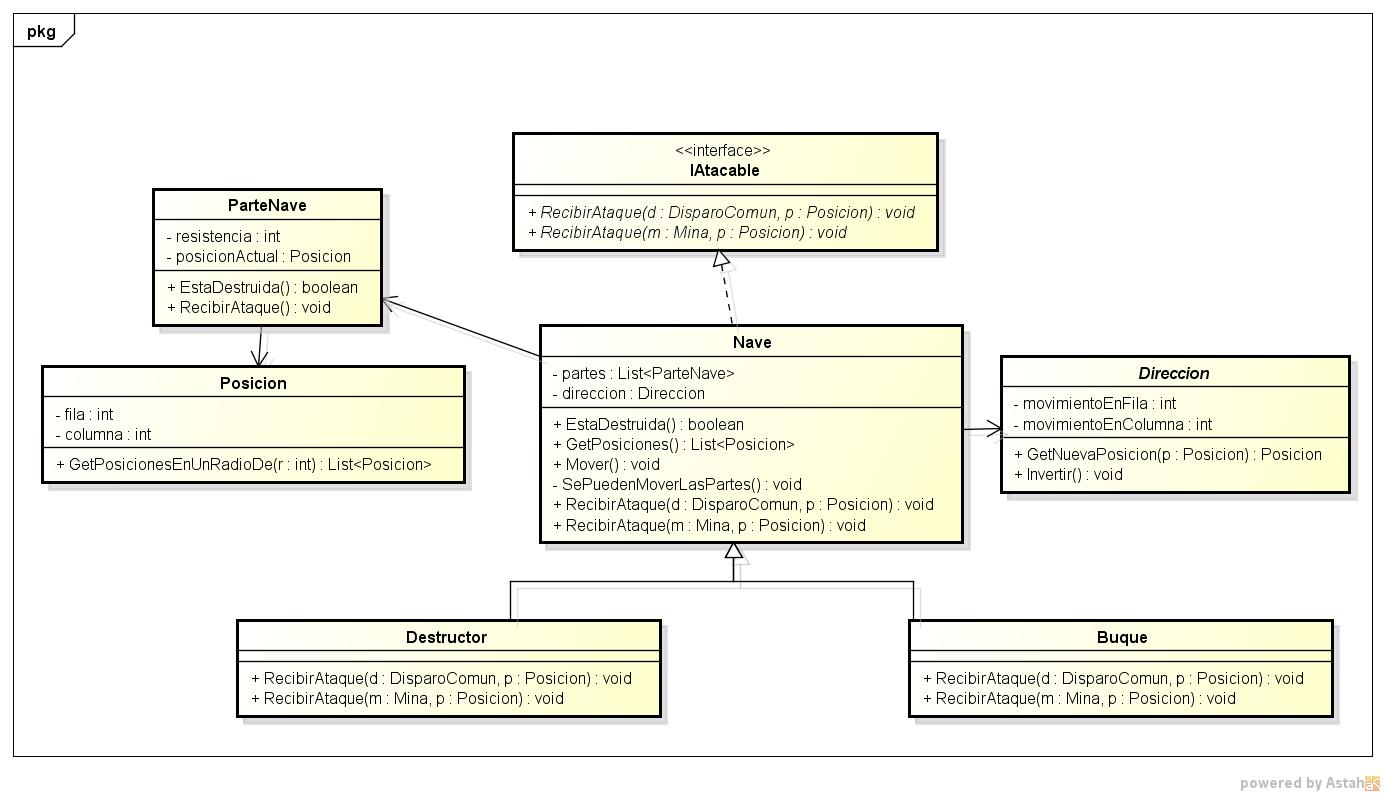 pkg
<<interface>>
IAtacable
+ RecibirAtaque(d : DisparoComun, p : Posicion) : void
+ RecibirAtaque(m : Mina, p : Posicion) : void
ParteNave
- resistencia : int
- posicionActual : Posicion
+ EstaDestruida() : boolean
+ RecibirAtaque() : void
Posicion
- fila : int
- columna : int
+ GetPosicionesEnUnRadioDe(r : int) : List<Posicion>
Nave
- partes : List<ParteNave>
- direccion : Direccion
+ EstaDestruida() : boolean
+ GetPosiciones() : List<Posicion>
+ Mover() : void
- SePuedenMoverLasPartes() : void
+ RecibirAtaque(d : DisparoComun, p : Posicion) : void
+ RecibirAtaque(m : Mina, p : Posicion) : void
Direccion
- movimientoEnFila : int
- movimientoEnColumna : int
+ GetNuevaPosicion(p : Posicion) : Posicion
+ Invertir() : void
Destructor
+ RecibirAtaque(d : DisparoComun, p : Posicion) : void
+ RecibirAtaque(m : Mina, p : Posicion) : void
Buque
+ RecibirAtaque(d : DisparoComun, p : Posicion) : void
+ RecibirAtaque(m : Mina, p : Posicion) : void
powered by Astah